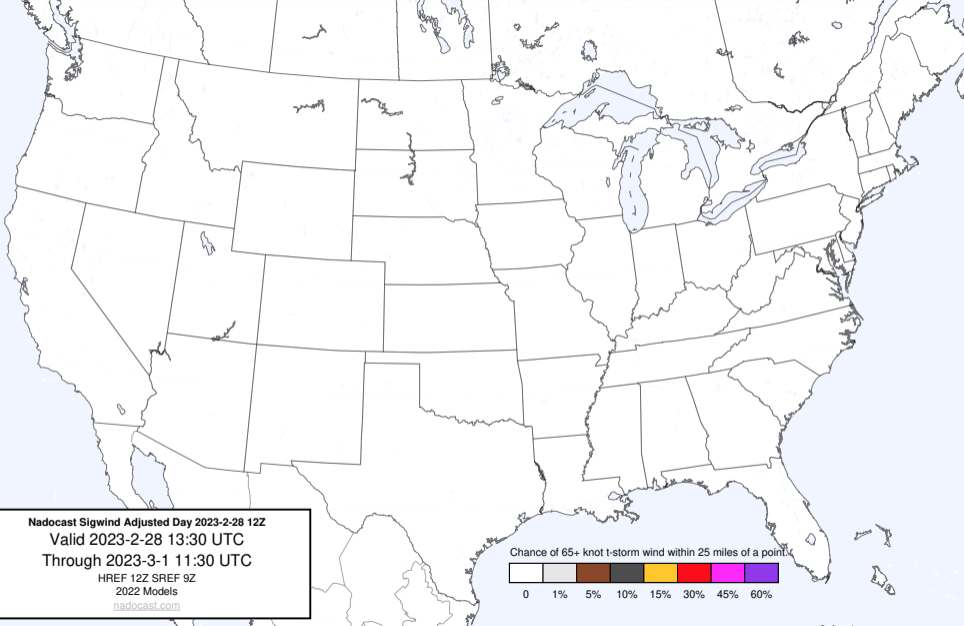 Nadocast Sigwind Adjusted Day 2023-2-28 12Z
Valid 2023-2-28 13:30 UTC
Through 2023-3-1 11:30 UTC
HREF 12Z SREF 9Z
2022 Models
nadocast.com
Chance of 65+ knot t-storm wind within 25 miles of a point.
0 1% 5% 10% 15% 30% 45% 60%